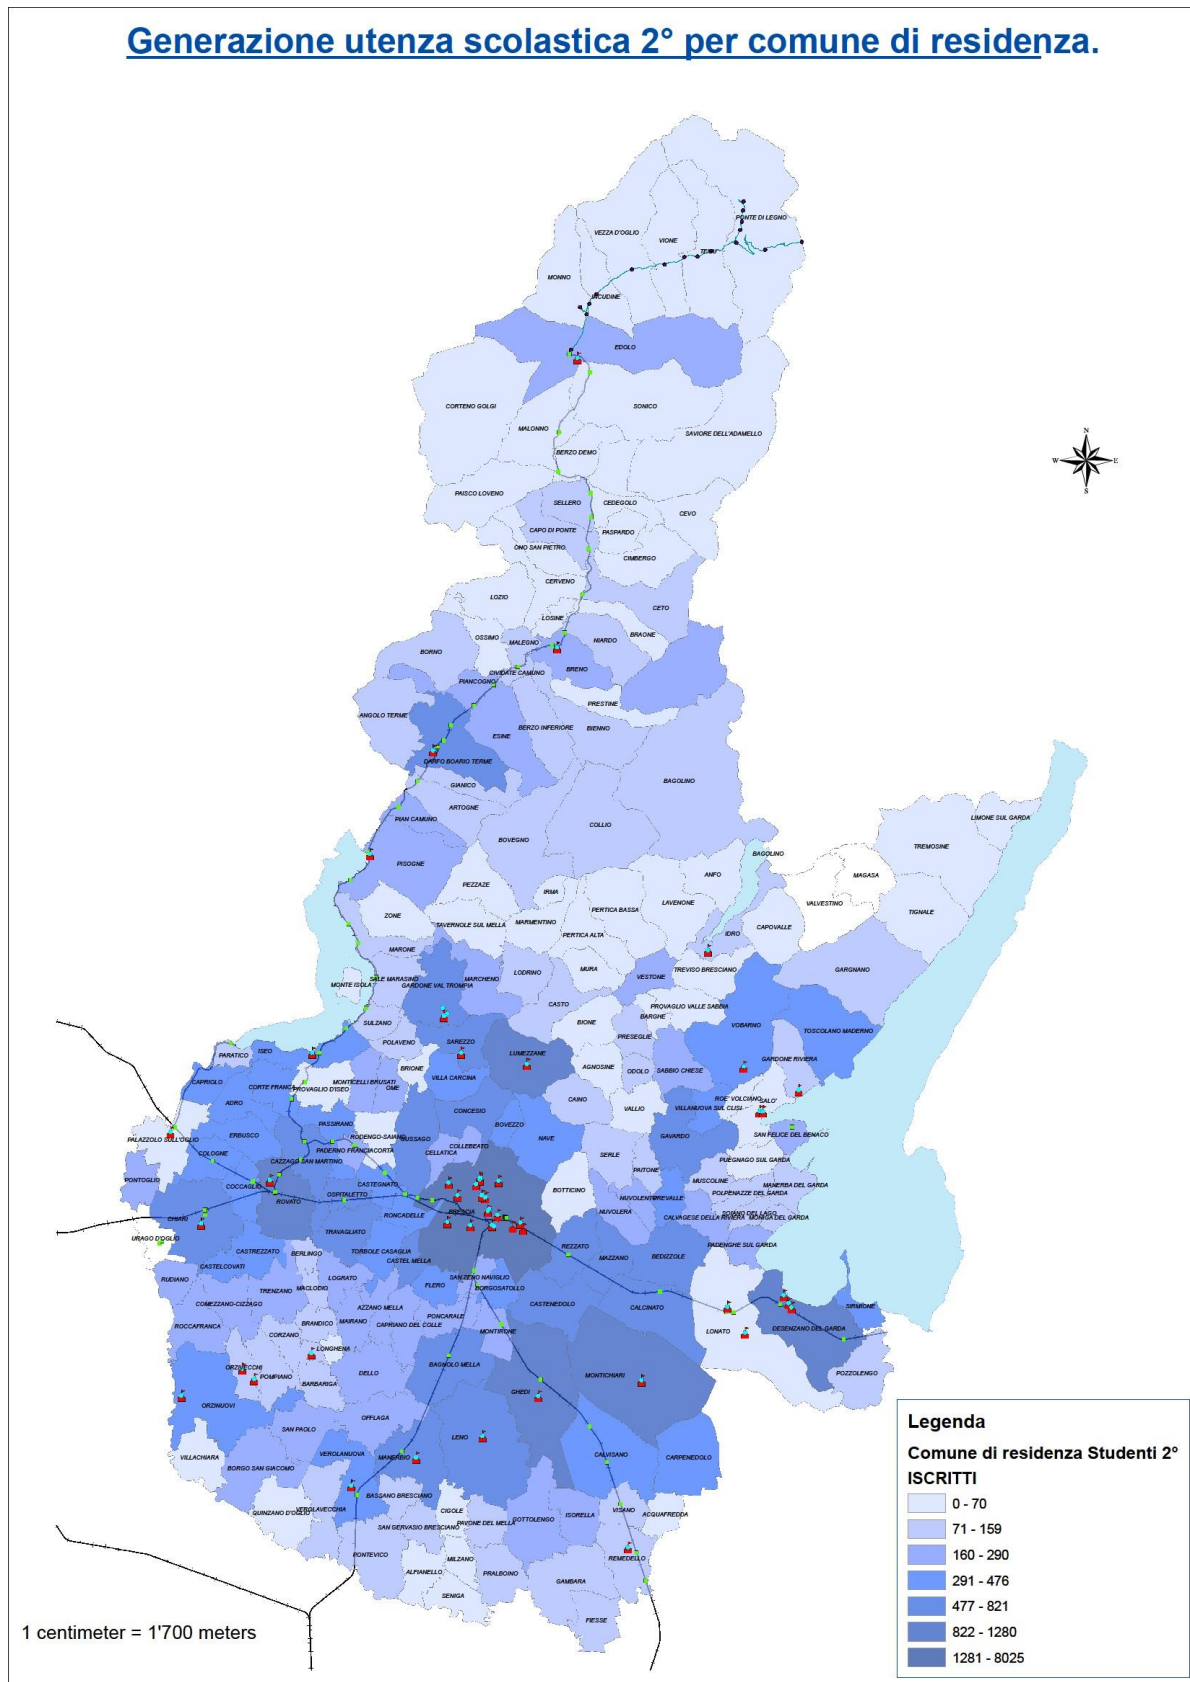 Generazione utenza scolastica 2° per comune di residenza.
PONTE DI LEGNO
VEZZA D'OGLIO
VIONE
TEMU'
MONNO
INCUDINE
EDOLO
CORTENO GOLGI
SONICO
MALONNO
SAVIORE DELL'ADAMELLO
BERZO DEMO
N
W E
S
PAISCO LOVENO
SELLERO
CEDEGOLO
CEVO
CAPO DI PONTE
PASPARDO
ONO SAN PIETRO
CIMBERGO
CERVENO
LOZIO
CETO
LOSINE
OSSIMO
MALEGNO
NIARDO
BRAONE
BORNO
BRENO
CIVIDATE CAMUNO
PIANCOGNO
PRESTINE
ANGOLO TERME
BERZO INFERIORE
BIENNO
ESINE
DARFO BOARIO TERME
BAGOLINO
GIANICO
ARTOGNE
PIAN CAMUNO
COLLIO
LIMONE SUL GARDA
BOVEGNO
TREMOSINE
BAGOLINO
PISOGNE
ANFO
MAGASA
PEZZAZE
IRMA
LAVENONE
VALVESTINO
PERTICA BASSA
TIGNALE
ZONE
TAVERNOLE SUL MELLA
MARMENTINO
CAPOVALLE
PERTICA ALTA
IDRO
MARONE
MURA
TREVISO BRESCIANO
GARGNANO
SALE MARASINO
MARCHENO
LODRINO
VESTONE
MONTE ISOLA
GARDONE VAL TROMPIA
CASTO
PROVAGLIO VALLE SABBIA
BARGHE
SULZANO
BIONE
VOBARNO
TOSCOLANO MADERNO
PRESEGLIE
POLAVENO
SAREZZO
ISEO
LUMEZZANE
PARATICO
GARDONE RIVIERA
BRIONE
AGNOSINE
ODOLO
SABBIO CHIESE
CAPRIOLO
CORTE FRANCA
MONTICELLI BRUSATI
PROVAGLIO D'ISEO
OME
VILLA CARCINA
CAINO
ROE' VOLCIANO
SALO'
ADRO
VALLIO
VILLANUOVA SUL CLISI
CONCESIO
BOVEZZO
PASSIRANO
ERBUSCO
RODENGO-SAIANO
GUSSAGO
NAVE
GAVARDO
SAN FELICE DEL BENACO
PALAZZOLO SULL'OGLIO
PADERNO FRANCIACORTA
CELLATICA
COLLEBEATO
COLOGNE
CAZZAGO SAN MARTINO
SERLE
PUEGNAGO SUL GARDA
PAITONE
PONTOGLIO
COCCAGLIO
CASTEGNATO
BOTTICINO
MUSCOLINE
MANERBA DEL GARDA
OSPITALETTO
POLPENAZZE DEL GARDA
ROVATO
NUVOLENTO
PREVALLE
NUVOLERA
CHIARI
RONCADELLE
BRESCIA
CALVAGESE DELLA RIVIERA
SOIANO DEL LAGO
MONIGA DEL GARDA
TRAVAGLIATO
URAGO D'OGLIO
PADENGHE SUL GARDA
CASTREZZATO
BERLINGO
TORBOLE CASAGLIA
CASTEL MELLA
REZZATO
MAZZANO
BEDIZZOLE
CASTELCOVATI
RUDIANO
LOGRATO
SAN ZENO NAVIGLIO
FLERO
BORGOSATOLLO
TRENZANO
MACLODIO
COMEZZANO-CIZZAGO
AZZANO MELLA
CASTENEDOLO
CALCINATO
SIRMIONE
PONCARALE
ROCCAFRANCA
BRANDICO
MAIRANO
CAPRIANO DEL COLLE
DESENZANO DEL GARDA
CORZANO
MONTIRONE
LONATO
LONGHENA
ORZIVECCHI
BAGNOLO MELLA
POMPIANO
DELLO
MONTICHIARI
POZZOLENGO
BARBARIGA
GHEDI
ORZINUOVI
OFFLAGA
SAN PAOLO
LENO
VILLACHIARA
VEROLANUOVA
MANERBIO
CALVISANO
CARPENEDOLO
BORGO SAN GIACOMO
BASSANO BRESCIANO
QUINZANO D'OGLIO
VEROLAVECCHIA
CIGOLE
VISANO
ACQUAFREDDA
SAN GERVASIO BRESCIANO
PAVONE DEL MELLA
GOTTOLENGO
ISORELLA
PONTEVICO
MILZANO
REMEDELLO
ALFIANELLO
PRALBOINO
GAMBARA
SENIGA
FIESSE
Legenda
Comune di residenza Studenti 2°
ISCRITTI
0 - 70
71 - 159
160 - 290
291 - 476
477 - 821
822 - 1280
1281 - 8025
1 centimeter = 1'700 meters